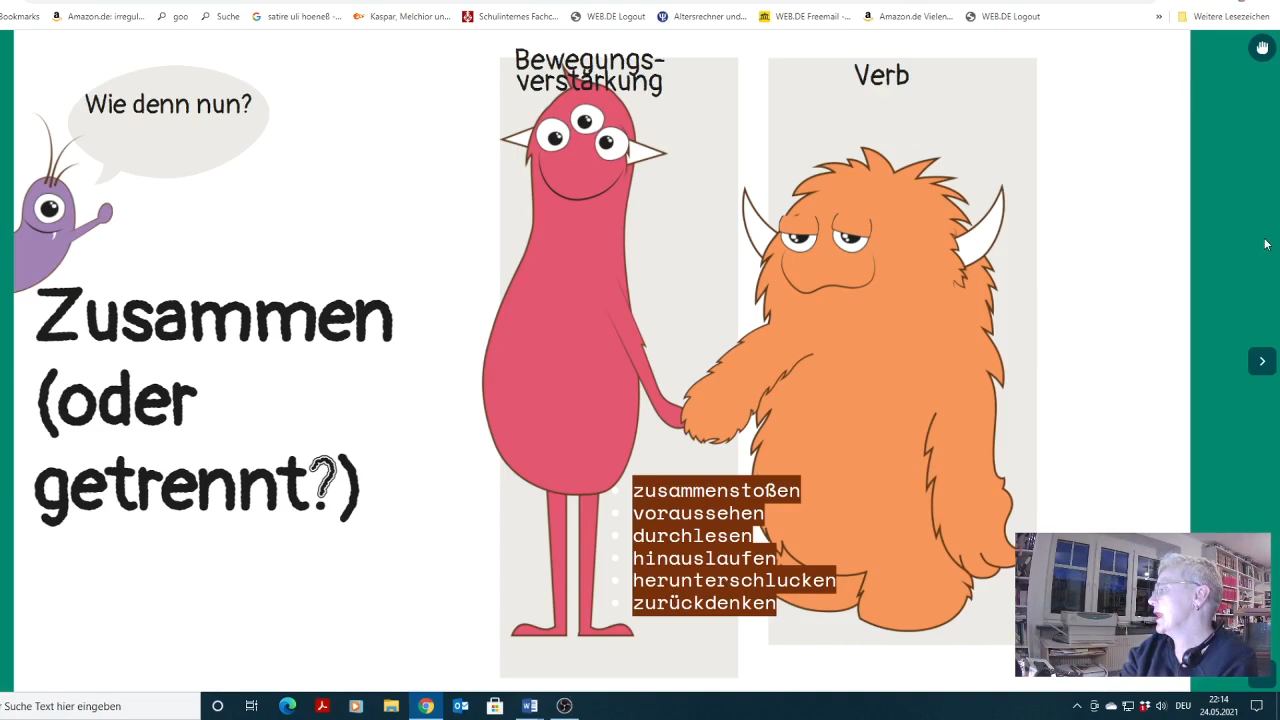 ookmarks
Amazon.de: irregul...
goo
Suche
satire uli hoeneß -...
Kaspar, Melchior un...
Schulinternes Fachc...
WEB.DE Logout
Altersrechner und...
WEB.DE Freemail -...
Amazon.de Vielen...
WEB.DE Logout
»
Weitere Lesezeichen
Wie denn nun?
Zusammen
(oder
getrennt?)
Bewegungs-
verstärkung
Verb
zusammenstoßen
voraussehen
durchlesen
hinauslaufen
herunterschlucken
zurückdenken
r Suche Text hier eingeben
DEU
22:14
24.05.2021